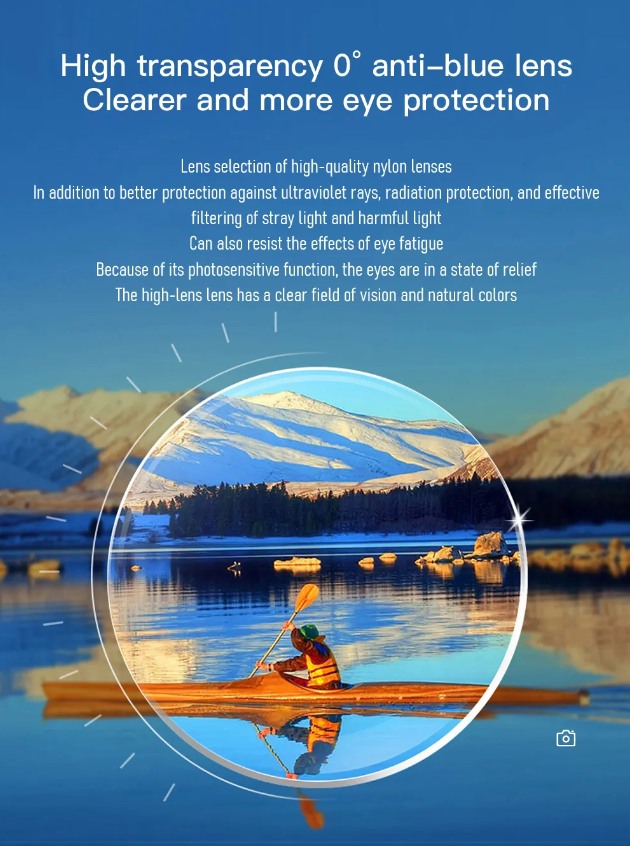 High transparency 0° anti–blue lens
Clearer and more eye protection
Lens selection of high-quality nylon lenses
In addition to better protection against ultraviolet rays, radiation protection, and effective
filtering of stray light and harmful light
Can also resist the effects of eye fatigue
Because of its photosensitive function, the eyes are in a state of relief
The high-lens lens has a clear field of vision and natural colors